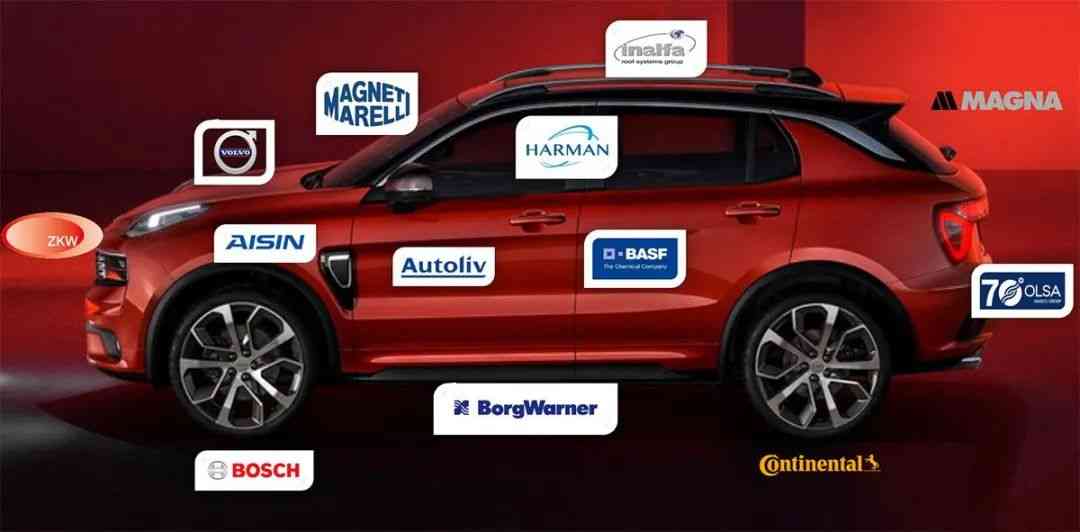 inalfa
roof systems group
MAGNETI
MARELLI
MAGNA
VOLVO
HARMAN
ZKW
AISIN
Autoliv
BASF
The Chemical Company
70 OLSA
BorgWarner
BOSCH
Continental